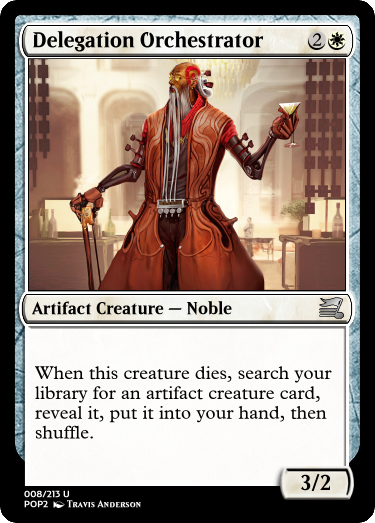 Delegation Orchestrator 2
Artifact Creature — Noble
When this creature dies, search your
library for an artifact creature card,
reveal it, put it into your hand, then
shuffle.
3/2
008/213 U
POP2 Travis Anderson